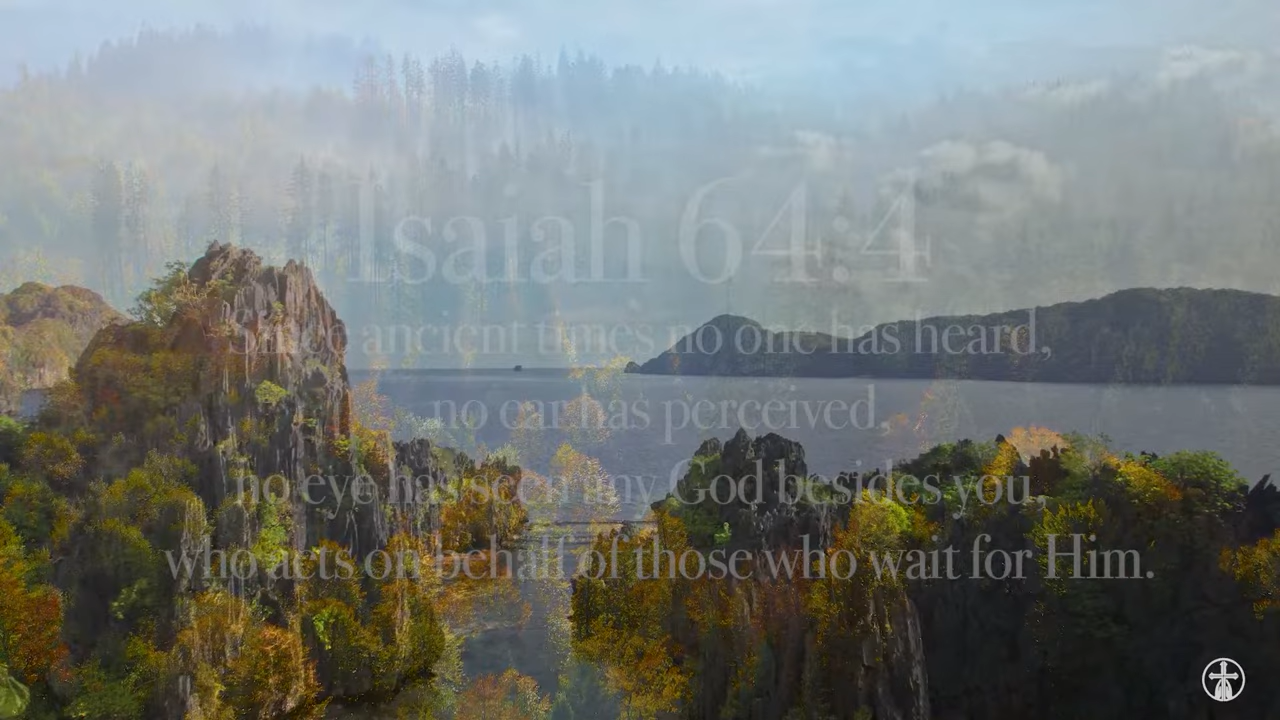 Isaiah 64:4
Since ancient times no one has heard,
no ear has perceived,
no eye has seen any God besides you
who acts on behalf of those who wait for Him.